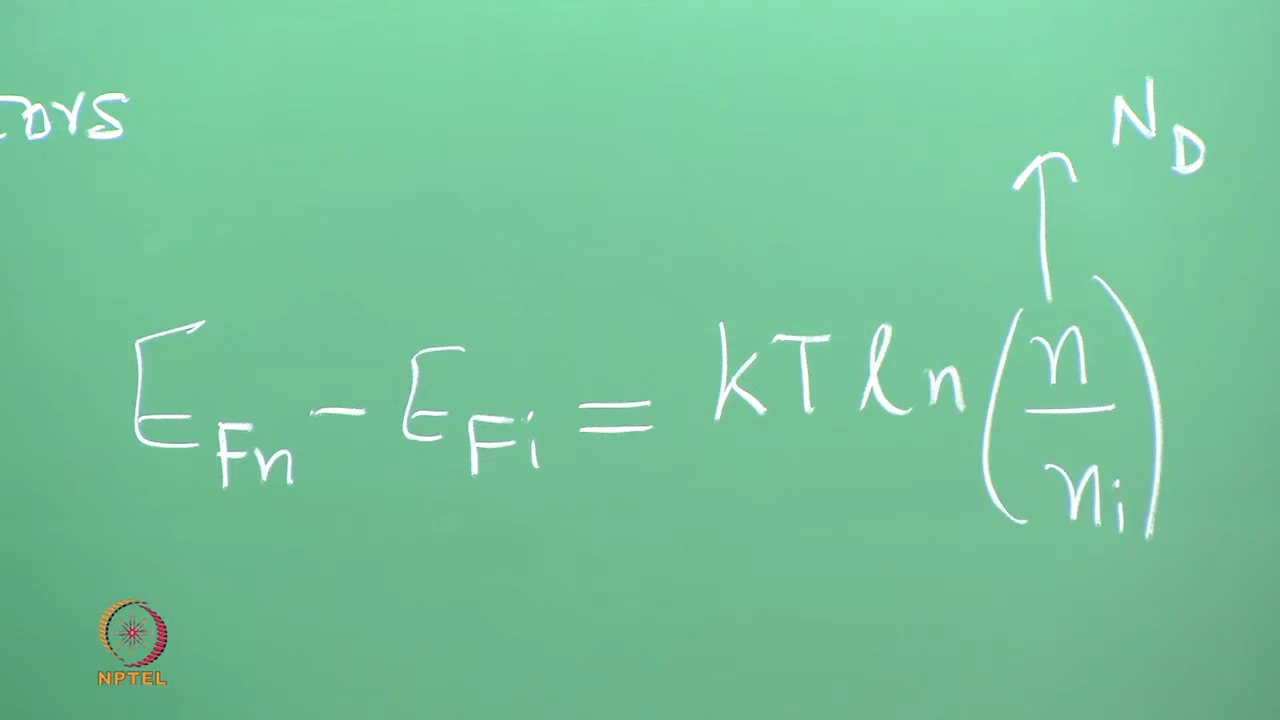 N_D
E_Fn - E_Fi = kT ln (n / n_i)
NPTEL